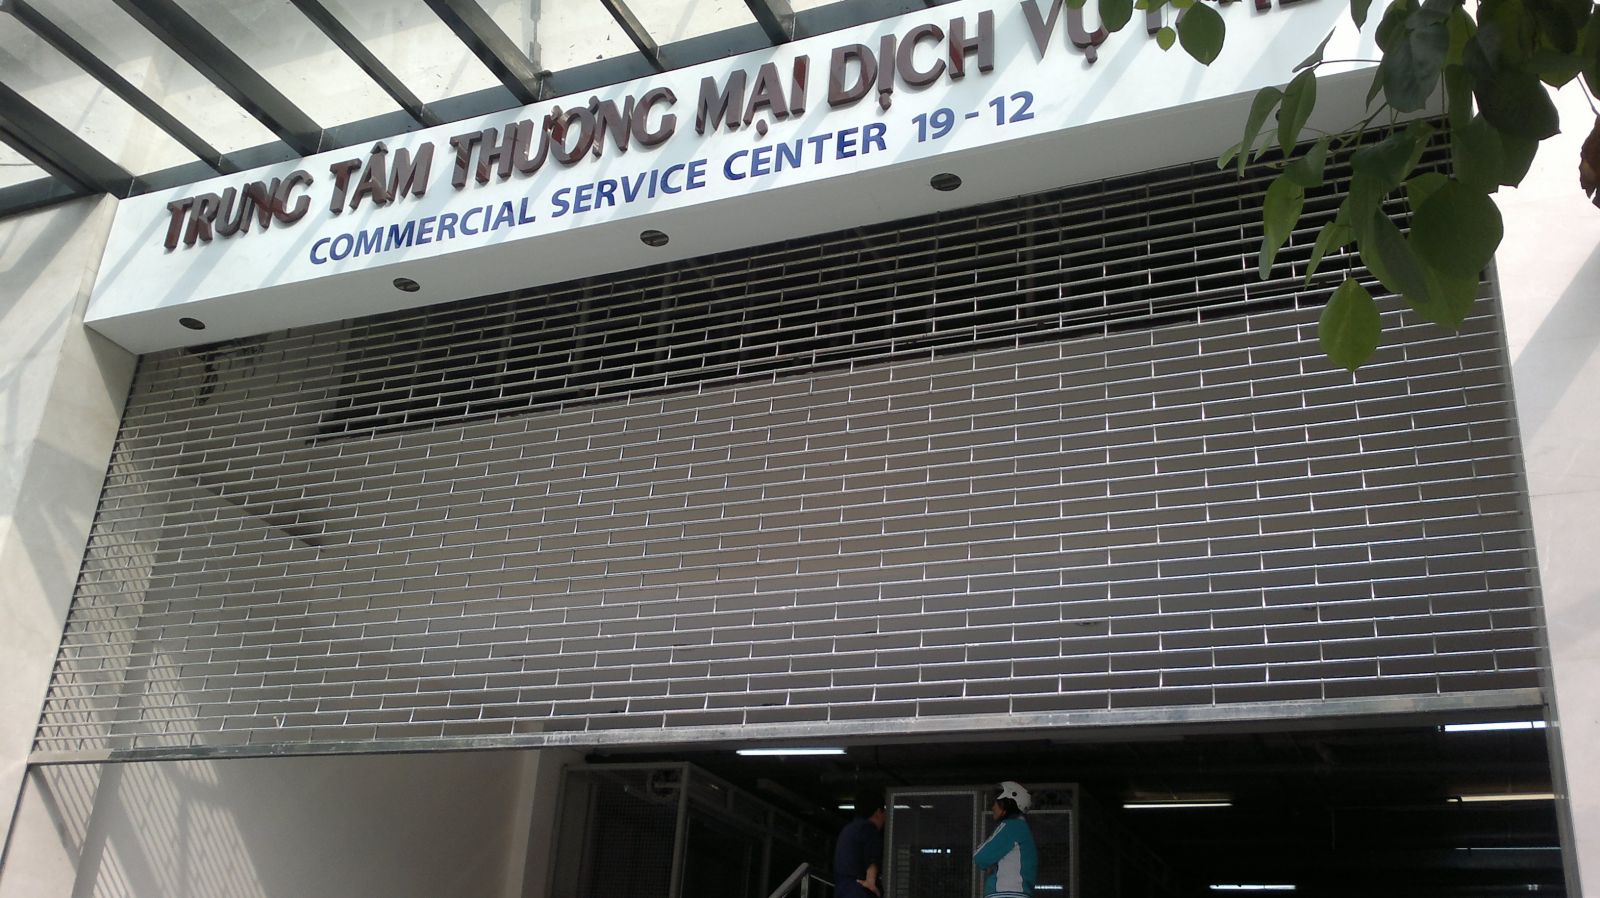 TRUNG TÂM THƯƠNG MẠI DỊCH VỤ
COMMERCIAL SERVICE CENTER 19 - 12